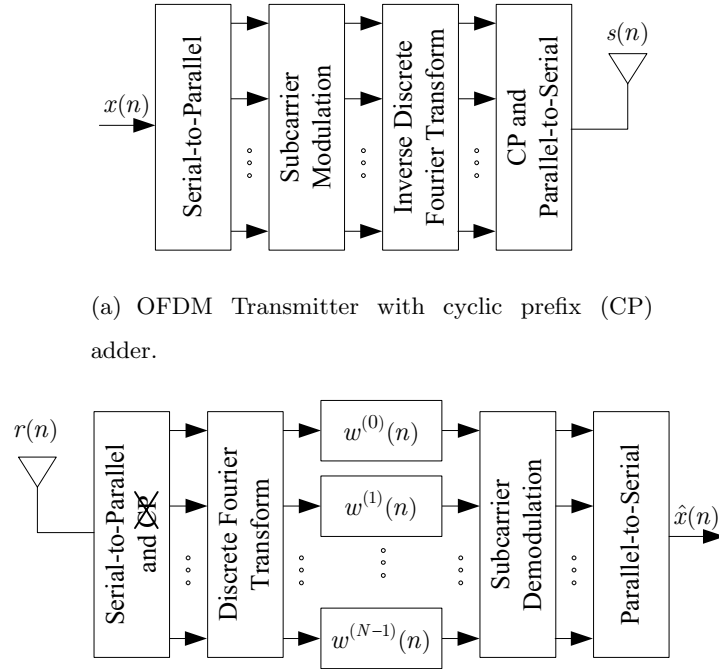 x(n)
Serial-to-Parallel
Subcarrier
Modulation
Inverse Discrete
Fourier Transform
CP and
Parallel-to-Serial
s(n)
(a) OFDM Transmitter with cyclic prefix (CP)
adder.
r(n)
Serial-to-Parallel
and CP
Discrete Fourier
Transform
w^{(0)}(n)
w^{(1)}(n)
w^{(N-1)}(n)
Subcarrier
Demodulation
Parallel-to-Serial
x̂(n)